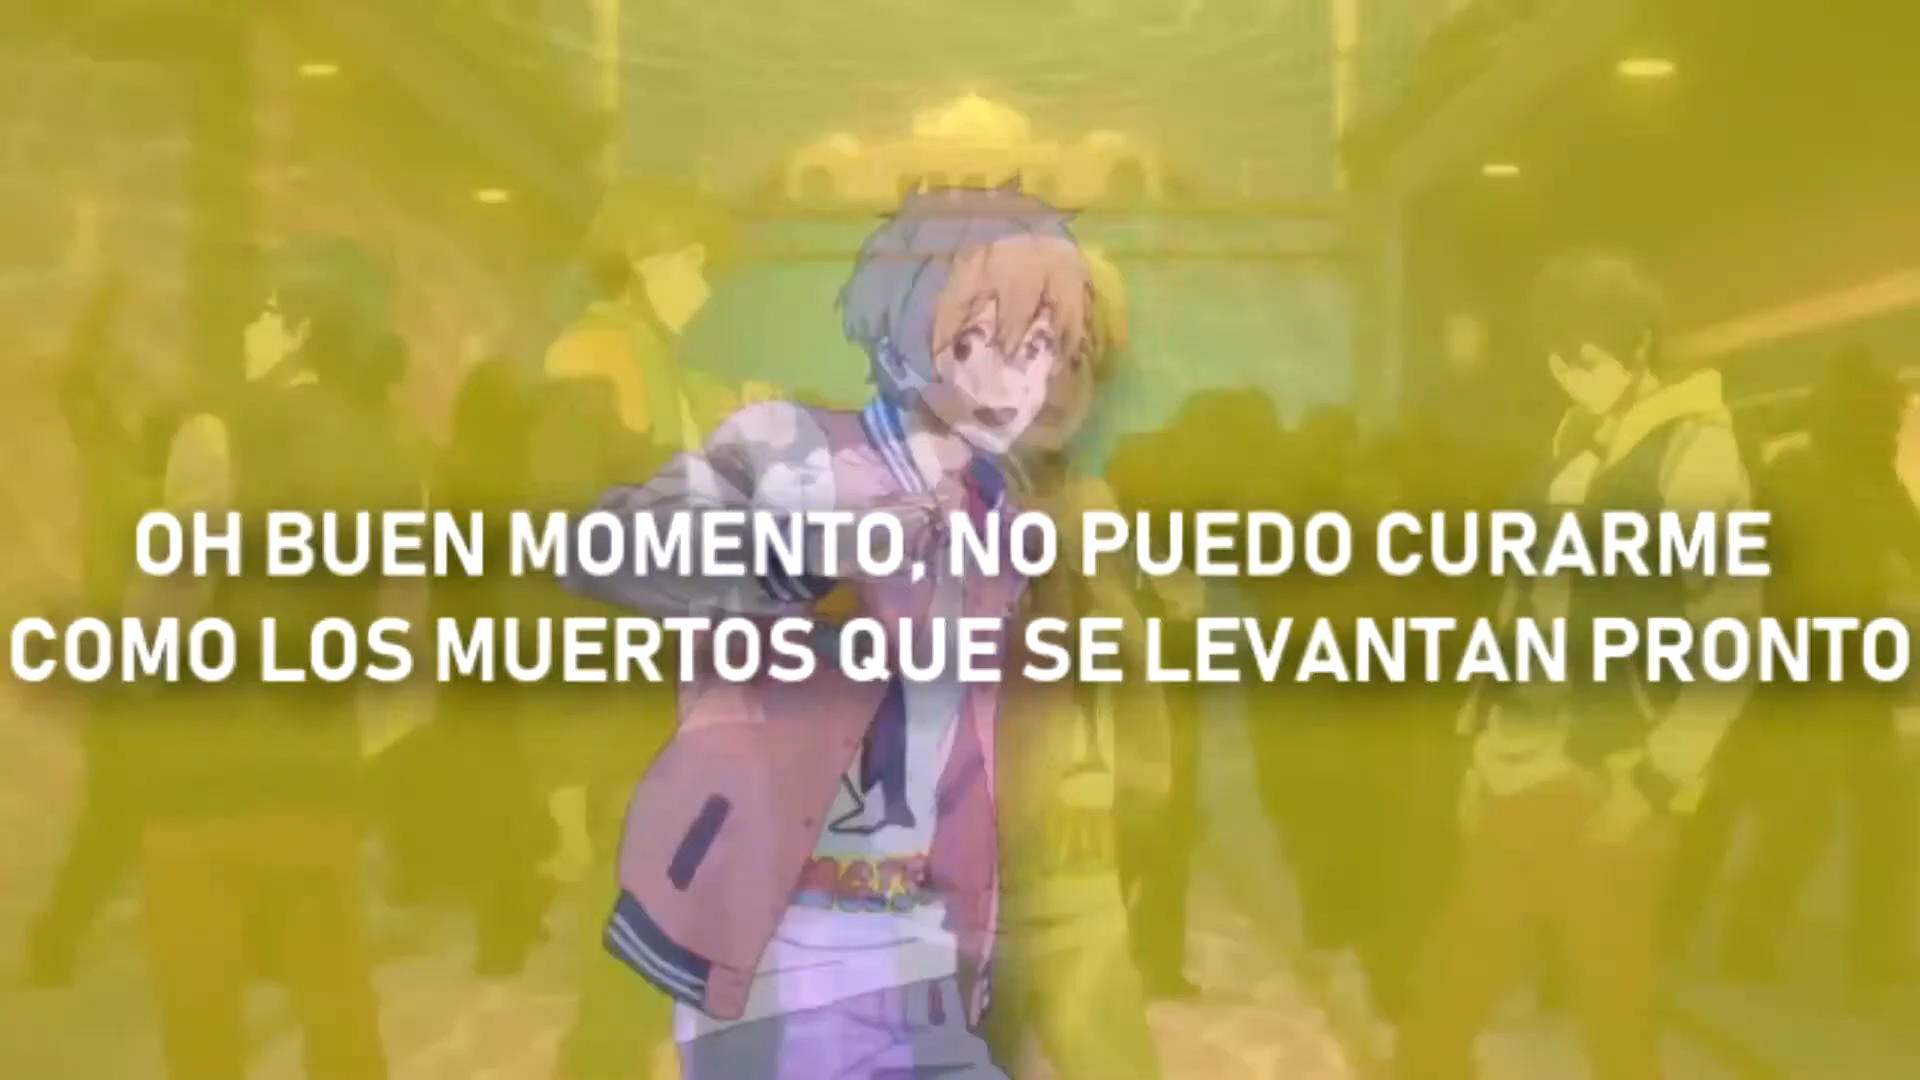 OH BUEN MOMENTO, NO PUEDO CURARME
COMO LOS MUERTOS QUE SE LEVANTAN PRONTO